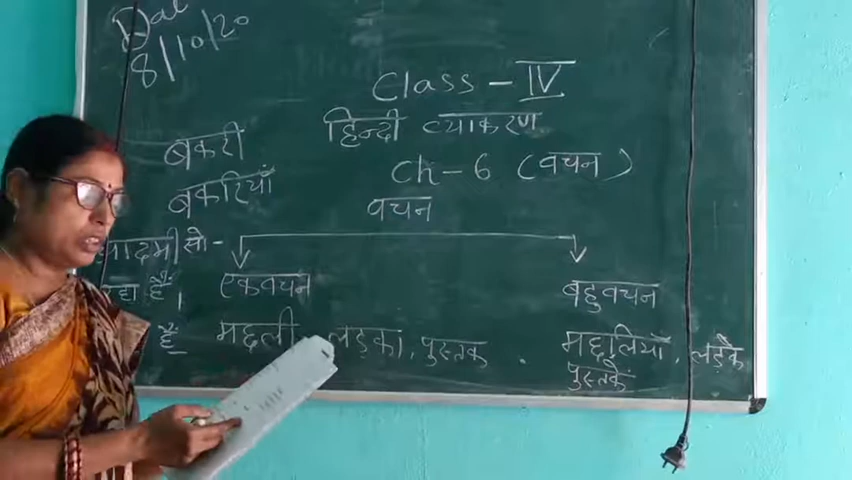 Dat
8/10/20
Class - IV
हिन्दी व्याकरण
Ch - 6 (वचन)
बकरी
बकरियाँ
वचन
एकवचन
बहुवचन
मछली, लड़का, पुस्तक
मछलियाँ, लड़के
पुस्तकें
है